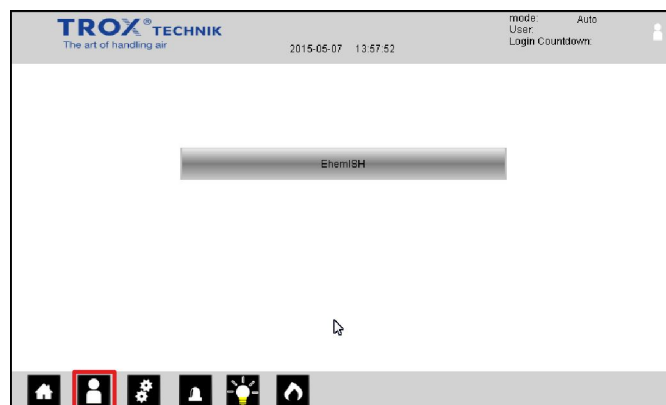 TROX® TECHNIK
The art of handling air
2015-05-07 13:57:52
mode: Auto
User:
Login Countdown:
EhemISH